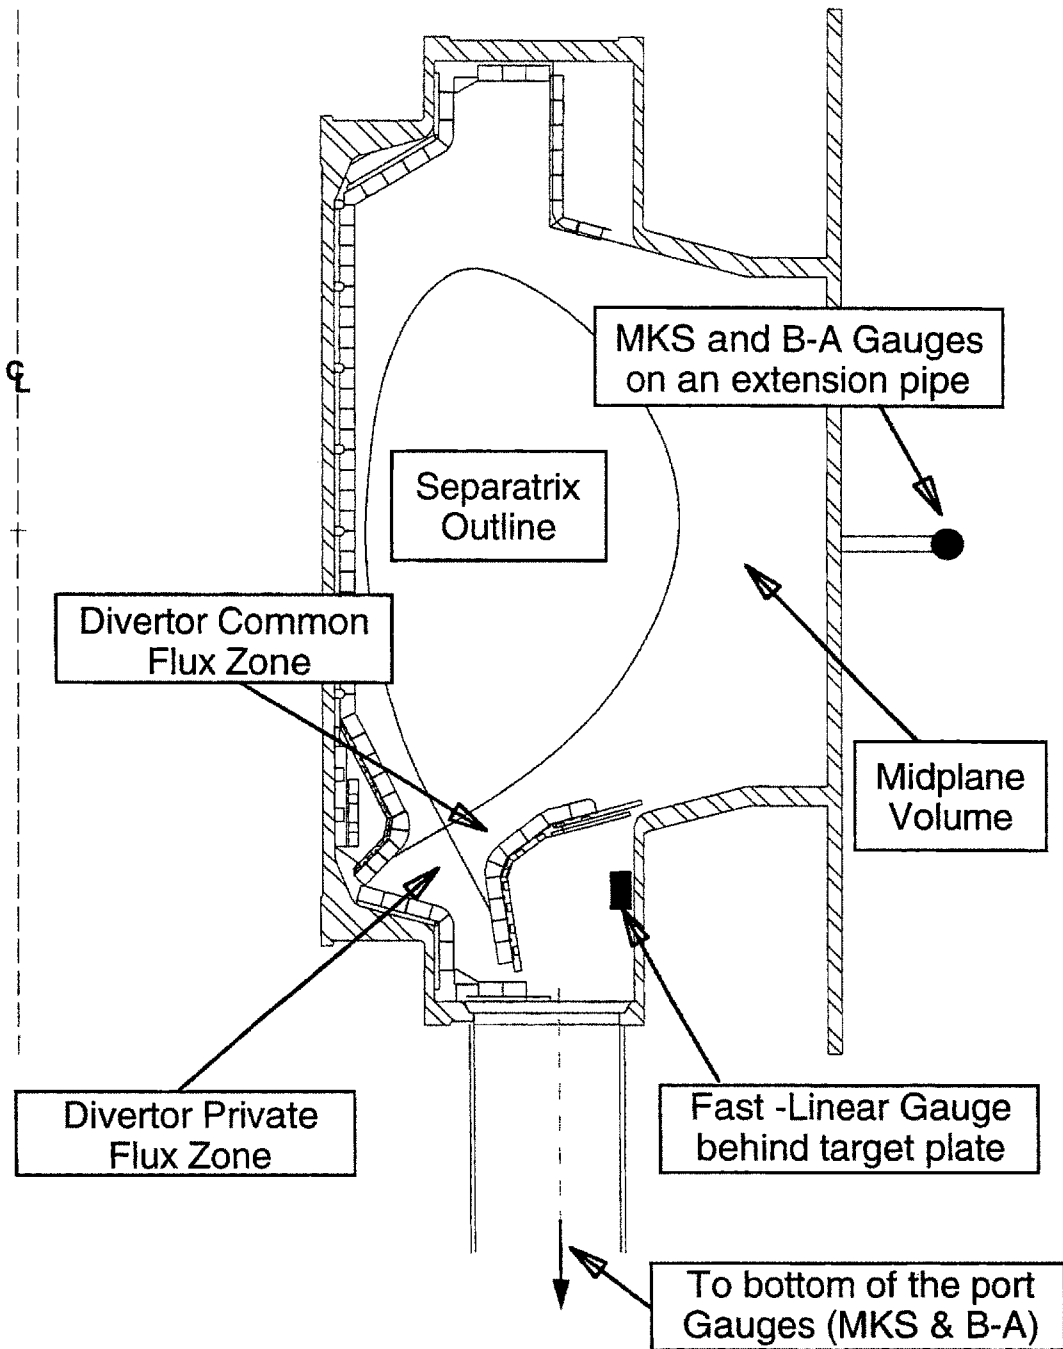 MKS and B-A Gauges
on an extension pipe
℄
Separatrix
Outline
Divertor Common
Flux Zone
Midplane
Volume
Divertor Private
Flux Zone
Fast -Linear Gauge
behind target plate
To bottom of the port
Gauges (MKS & B-A)